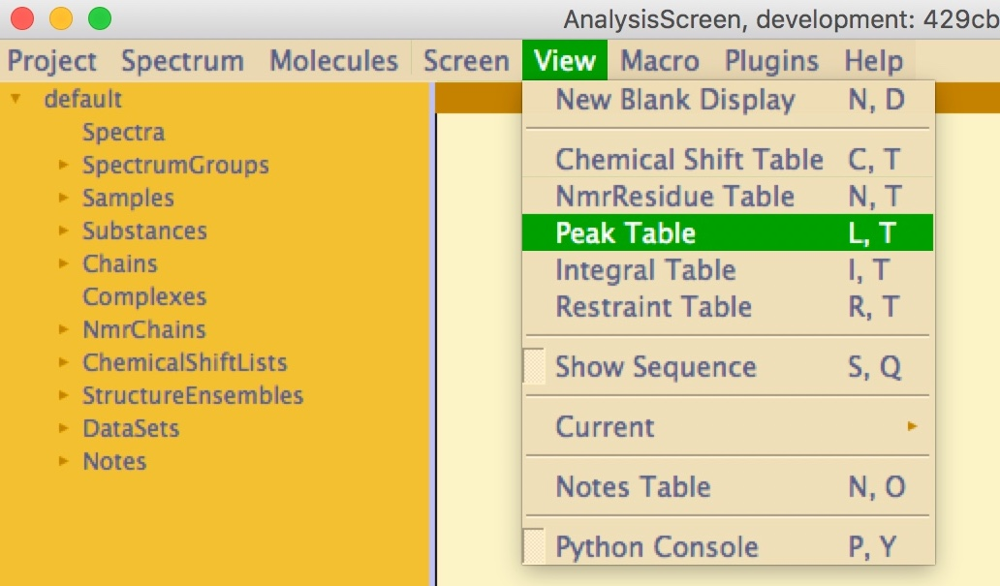 AnalysisScreen, development: 429cb
Project Spectrum Molecules Screen View Macro Plugins Help
default
Spectra
SpectrumGroups
Samples
Substances
Chains
Complexes
NmrChains
ChemicalShiftLists
StructureEnsembles
DataSets
Notes
New Blank Display N, D
Chemical Shift Table C, T
NmrResidue Table N, T
Peak Table L, T
Integral Table I, T
Restraint Table R, T
Show Sequence S, Q
Current
Notes Table N, O
Python Console P, Y